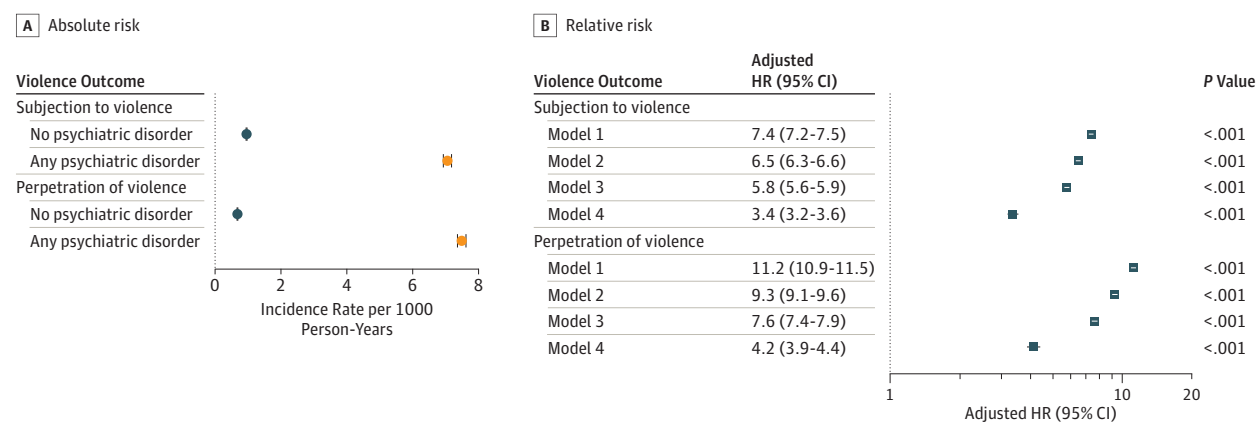 A Absolute risk
Violence Outcome
Subjection to violence
No psychiatric disorder
Any psychiatric disorder
Perpetration of violence
No psychiatric disorder
Any psychiatric disorder
0 2 4 6 8
Incidence Rate per 1000
Person-Years
B Relative risk
Violence Outcome Adjusted HR (95% CI) P Value
Subjection to violence
Model 1 7.4 (7.2-7.5) <.001
Model 2 6.5 (6.3-6.6) <.001
Model 3 5.8 (5.6-5.9) <.001
Model 4 3.4 (3.2-3.6) <.001
Perpetration of violence
Model 1 11.2 (10.9-11.5) <.001
Model 2 9.3 (9.1-9.6) <.001
Model 3 7.6 (7.4-7.9) <.001
Model 4 4.2 (3.9-4.4) <.001
1 10 20
Adjusted HR (95% CI)